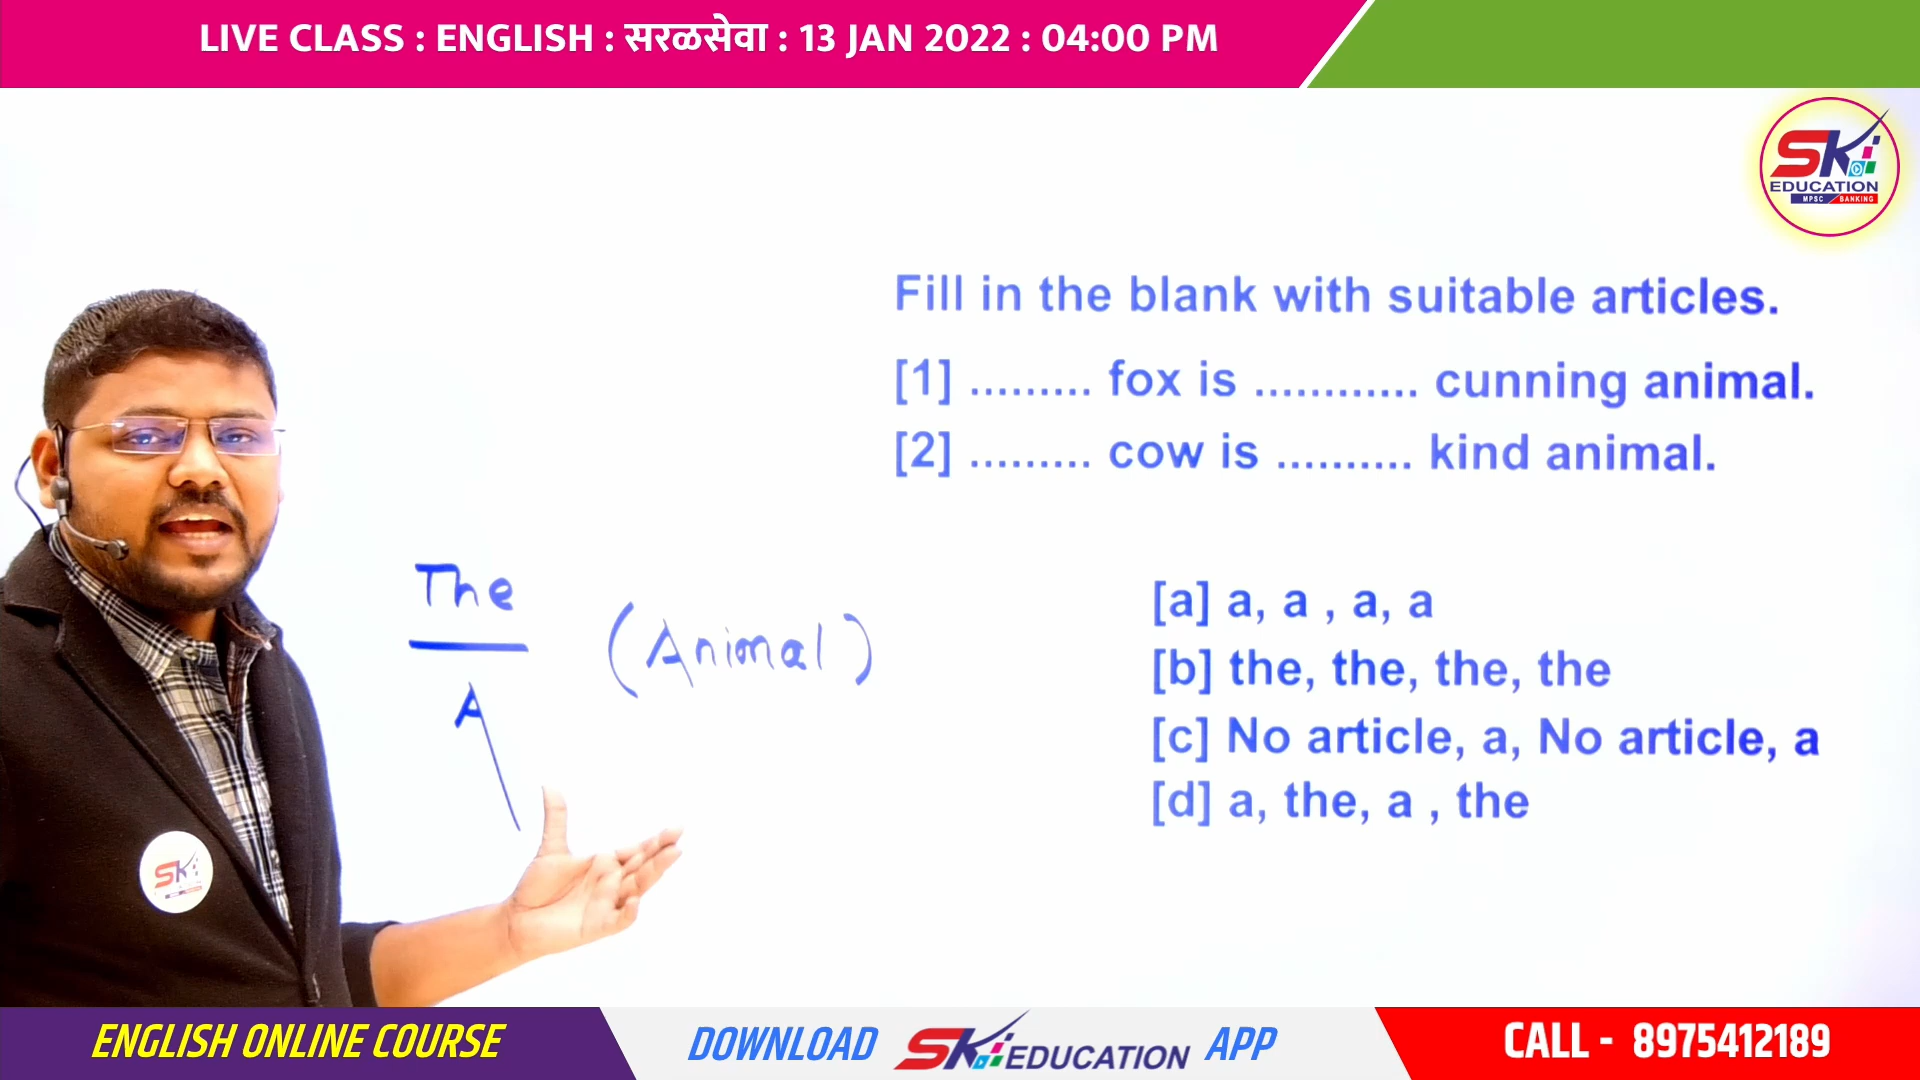 LIVE CLASS : ENGLISH : सरळसेवा : 13 JAN 2022 : 04:00 PM
SK
EDUCATION
MPSC BANKING
Fill in the blank with suitable articles.
[1] ......... fox is ............ cunning animal.
[2] ......... cow is .......... kind animal.
The
A
(Animal)
[a] a, a , a, a
[b] the, the, the, the
[c] No article, a, No article, a
[d] a, the, a , the
SK
ENGLISH ONLINE COURSE
DOWNLOAD SK EDUCATION APP
CALL - 8975412189